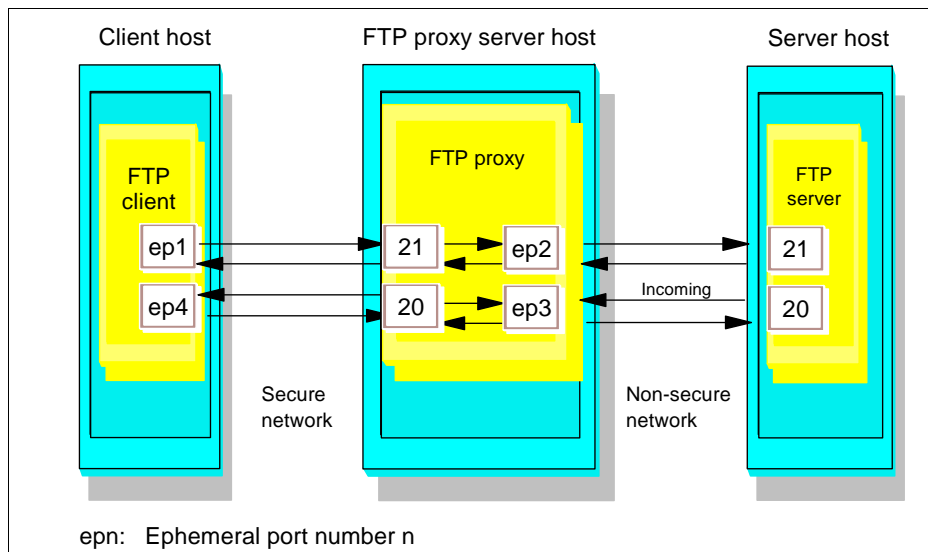 Client host
FTP proxy server host
Server host
FTP
client
FTP proxy
FTP
server
ep1
21
ep2
21
ep4
20
ep3
Incoming
20
Secure
network
Non-secure
network
epn: Ephemeral port number n